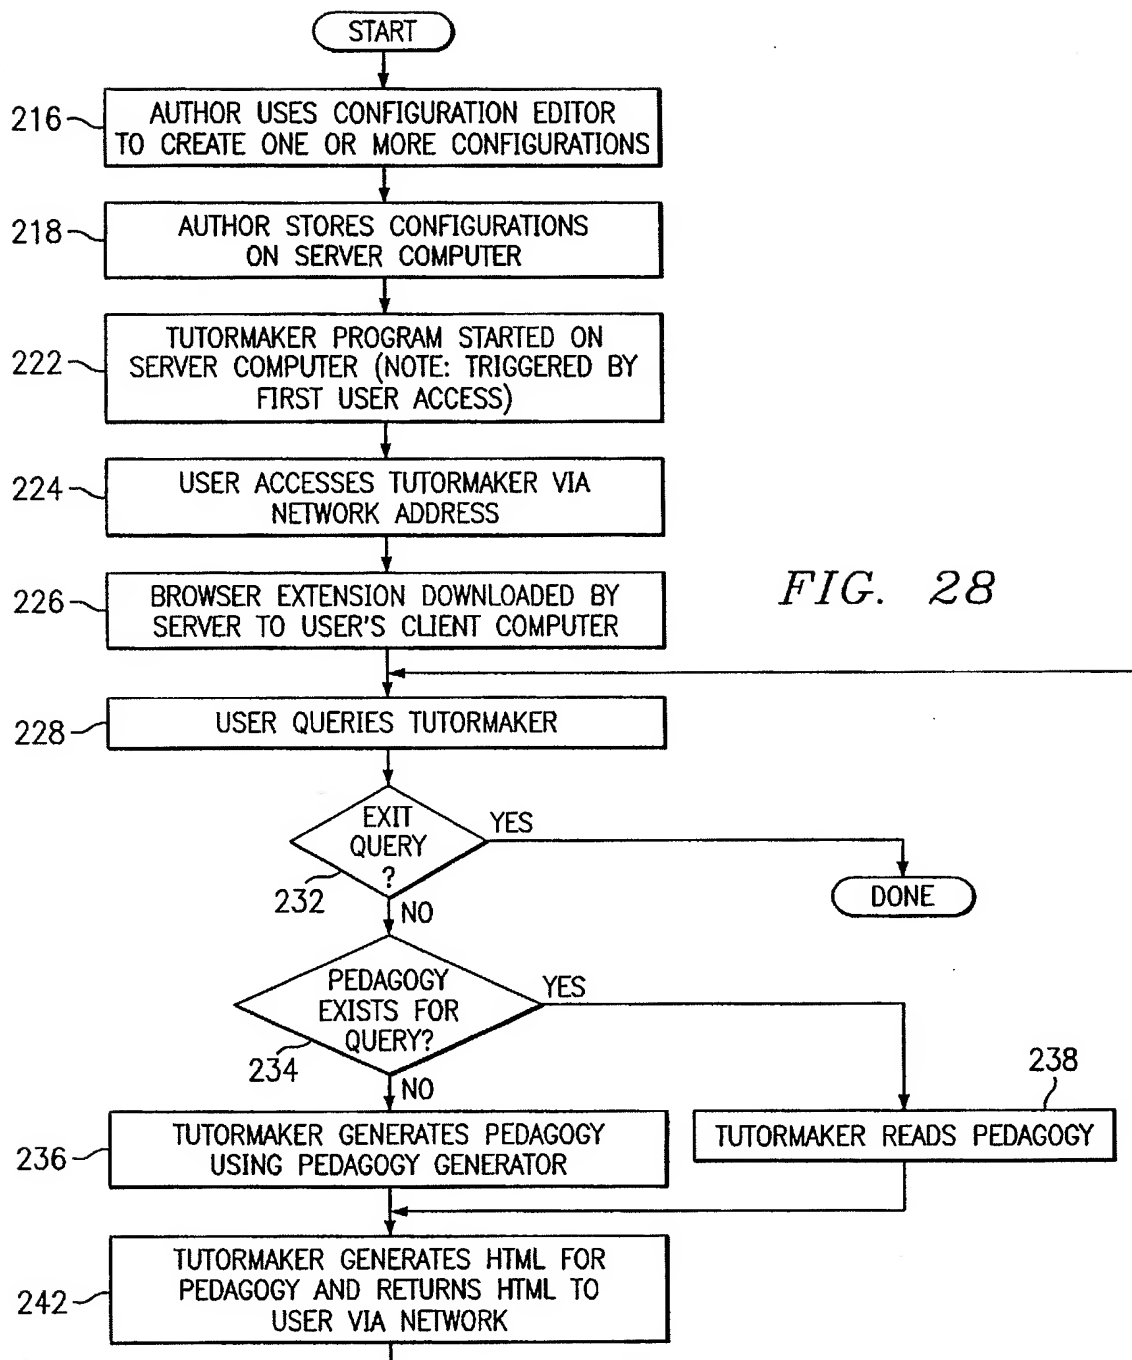 START
216
AUTHOR USES CONFIGURATION EDITOR
TO CREATE ONE OR MORE CONFIGURATIONS
218
AUTHOR STORES CONFIGURATIONS
ON SERVER COMPUTER
222
TUTORMAKER PROGRAM STARTED ON
SERVER COMPUTER (NOTE: TRIGGERED BY
FIRST USER ACCESS)
224
USER ACCESSES TUTORMAKER VIA
NETWORK ADDRESS
226
BROWSER EXTENSION DOWNLOADED BY
SERVER TO USER'S CLIENT COMPUTER
FIG. 28
228
USER QUERIES TUTORMAKER
EXIT
QUERY
?
YES
232
NO
DONE
PEDAGOGY
EXISTS FOR
QUERY?
YES
234
NO
238
236
TUTORMAKER GENERATES PEDAGOGY
USING PEDAGOGY GENERATOR
TUTORMAKER READS PEDAGOGY
242
TUTORMAKER GENERATES HTML FOR
PEDAGOGY AND RETURNS HTML TO
USER VIA NETWORK